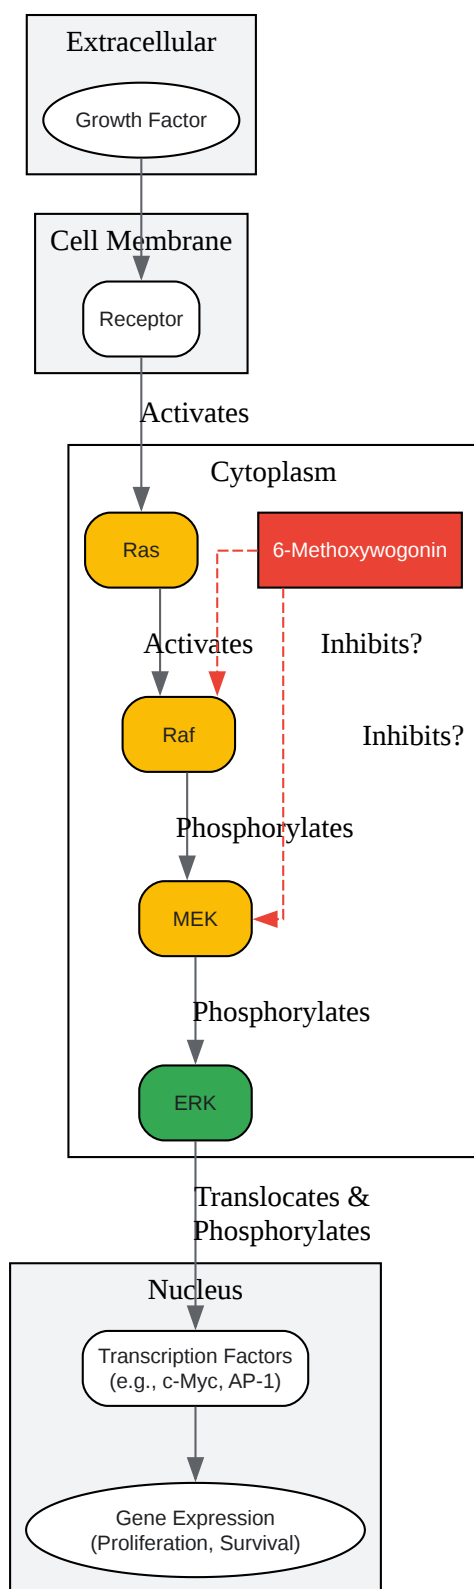 Extracellular
Growth Factor
Cell Membrane
Receptor
Activates
Cytoplasm
Ras
6-Methoxywogonin
Activates
Inhibits?
Raf
Inhibits?
Phosphorylates
MEK
Phosphorylates
ERK
Translocates &
Phosphorylates
Nucleus
Transcription Factors
(e.g., c-Myc, AP-1)
Gene Expression
(Proliferation, Survival)